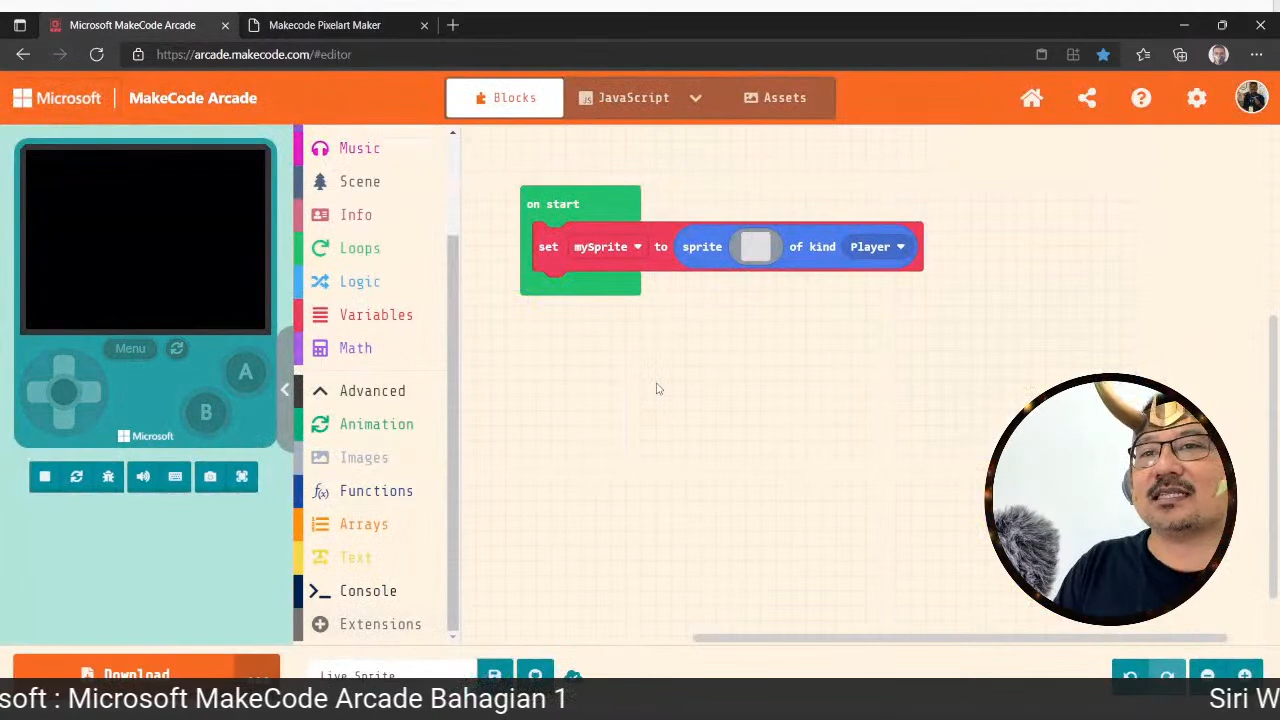 Microsoft MakeCode Arcade
Makecode Pixelart Maker
https://arcade.makecode.com/#editor
Microsoft
MakeCode Arcade
Blocks
JavaScript
Assets
Music
Scene
Info
Loops
Logic
Variables
Math
Advanced
Animation
Images
Functions
Arrays
Text
Console
Extensions
on start
set mySprite to sprite of kind Player
Menu
A
B
Microsoft
Download
Live Sprite
soft : Microsoft MakeCode Arcade Bahagian 1
Siri W